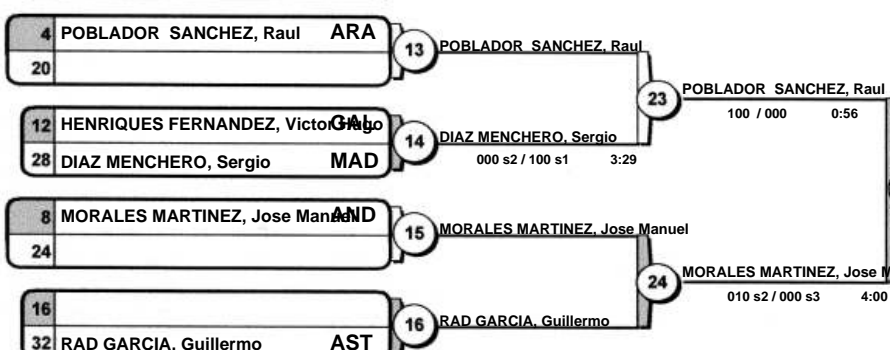 4 POBLADOR SANCHEZ, Raul ARA
20
13
POBLADOR SANCHEZ, Raul
12 HENRIQUES FERNANDEZ, Victor Hugo GAL
28 DIAZ MENCHERO, Sergio MAD
14
DIAZ MENCHERO, Sergio
000 s2 / 100 s1 3:29
23
POBLADOR SANCHEZ, Raul
100 / 000 0:56
8 MORALES MARTINEZ, Jose Manuel AND
24
15
MORALES MARTINEZ, Jose Manuel
16
32 RAD GARCIA, Guillermo AST
16
RAD GARCIA, Guillermo
24
MORALES MARTINEZ, Jose M
010 s2 / 000 s3 4:00